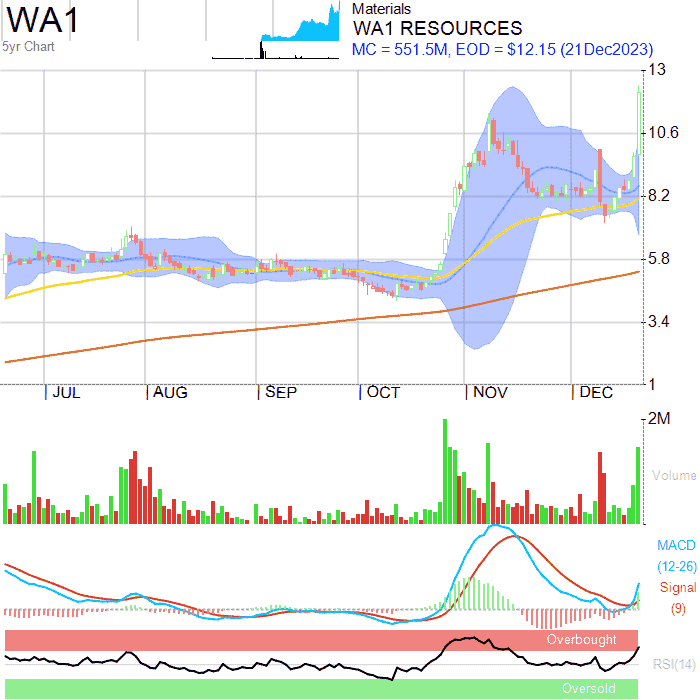 WA1
5yr Chart
Materials
WA1 RESOURCES
MC = 551.5M, EOD = $12.15 (21Dec2023)
13
10.6
8.2
5.8
3.4
1
JUL AUG SEP OCT NOV DEC
2M
Volume
MACD
(12-26)
Signal
(9)
Overbought
RSI(14)
Oversold